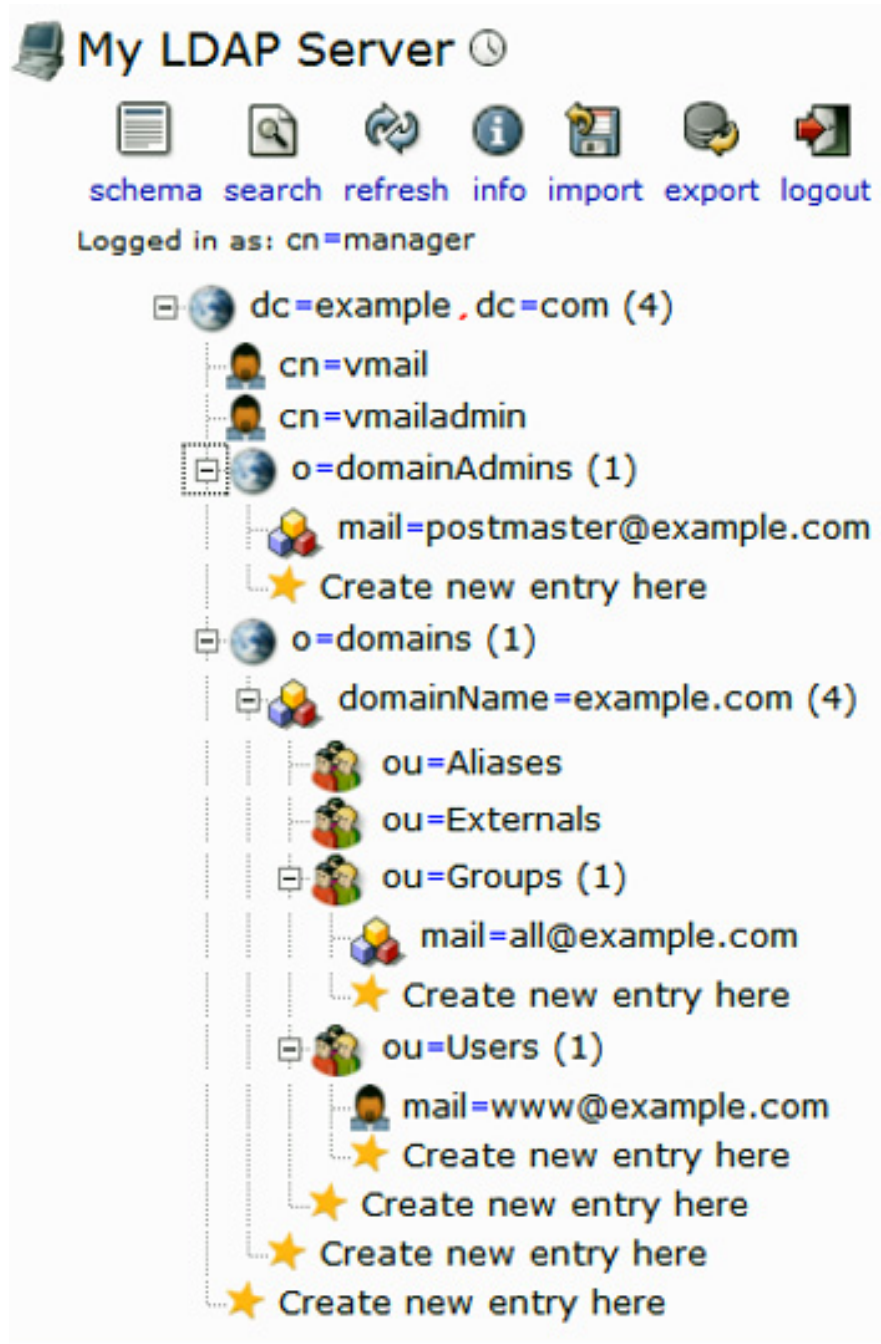 My LDAP Server
schema search refresh info import export logout
Logged in as: cn=manager
dc=example,dc=com (4)
cn=vmail
cn=vmailadmin
o=domainAdmins (1)
mail=postmaster@example.com
Create new entry here
o=domains (1)
domainName=example.com (4)
ou=Aliases
ou=Externals
ou=Groups (1)
mail=all@example.com
Create new entry here
ou=Users (1)
mail=www@example.com
Create new entry here
Create new entry here
Create new entry here
Create new entry here